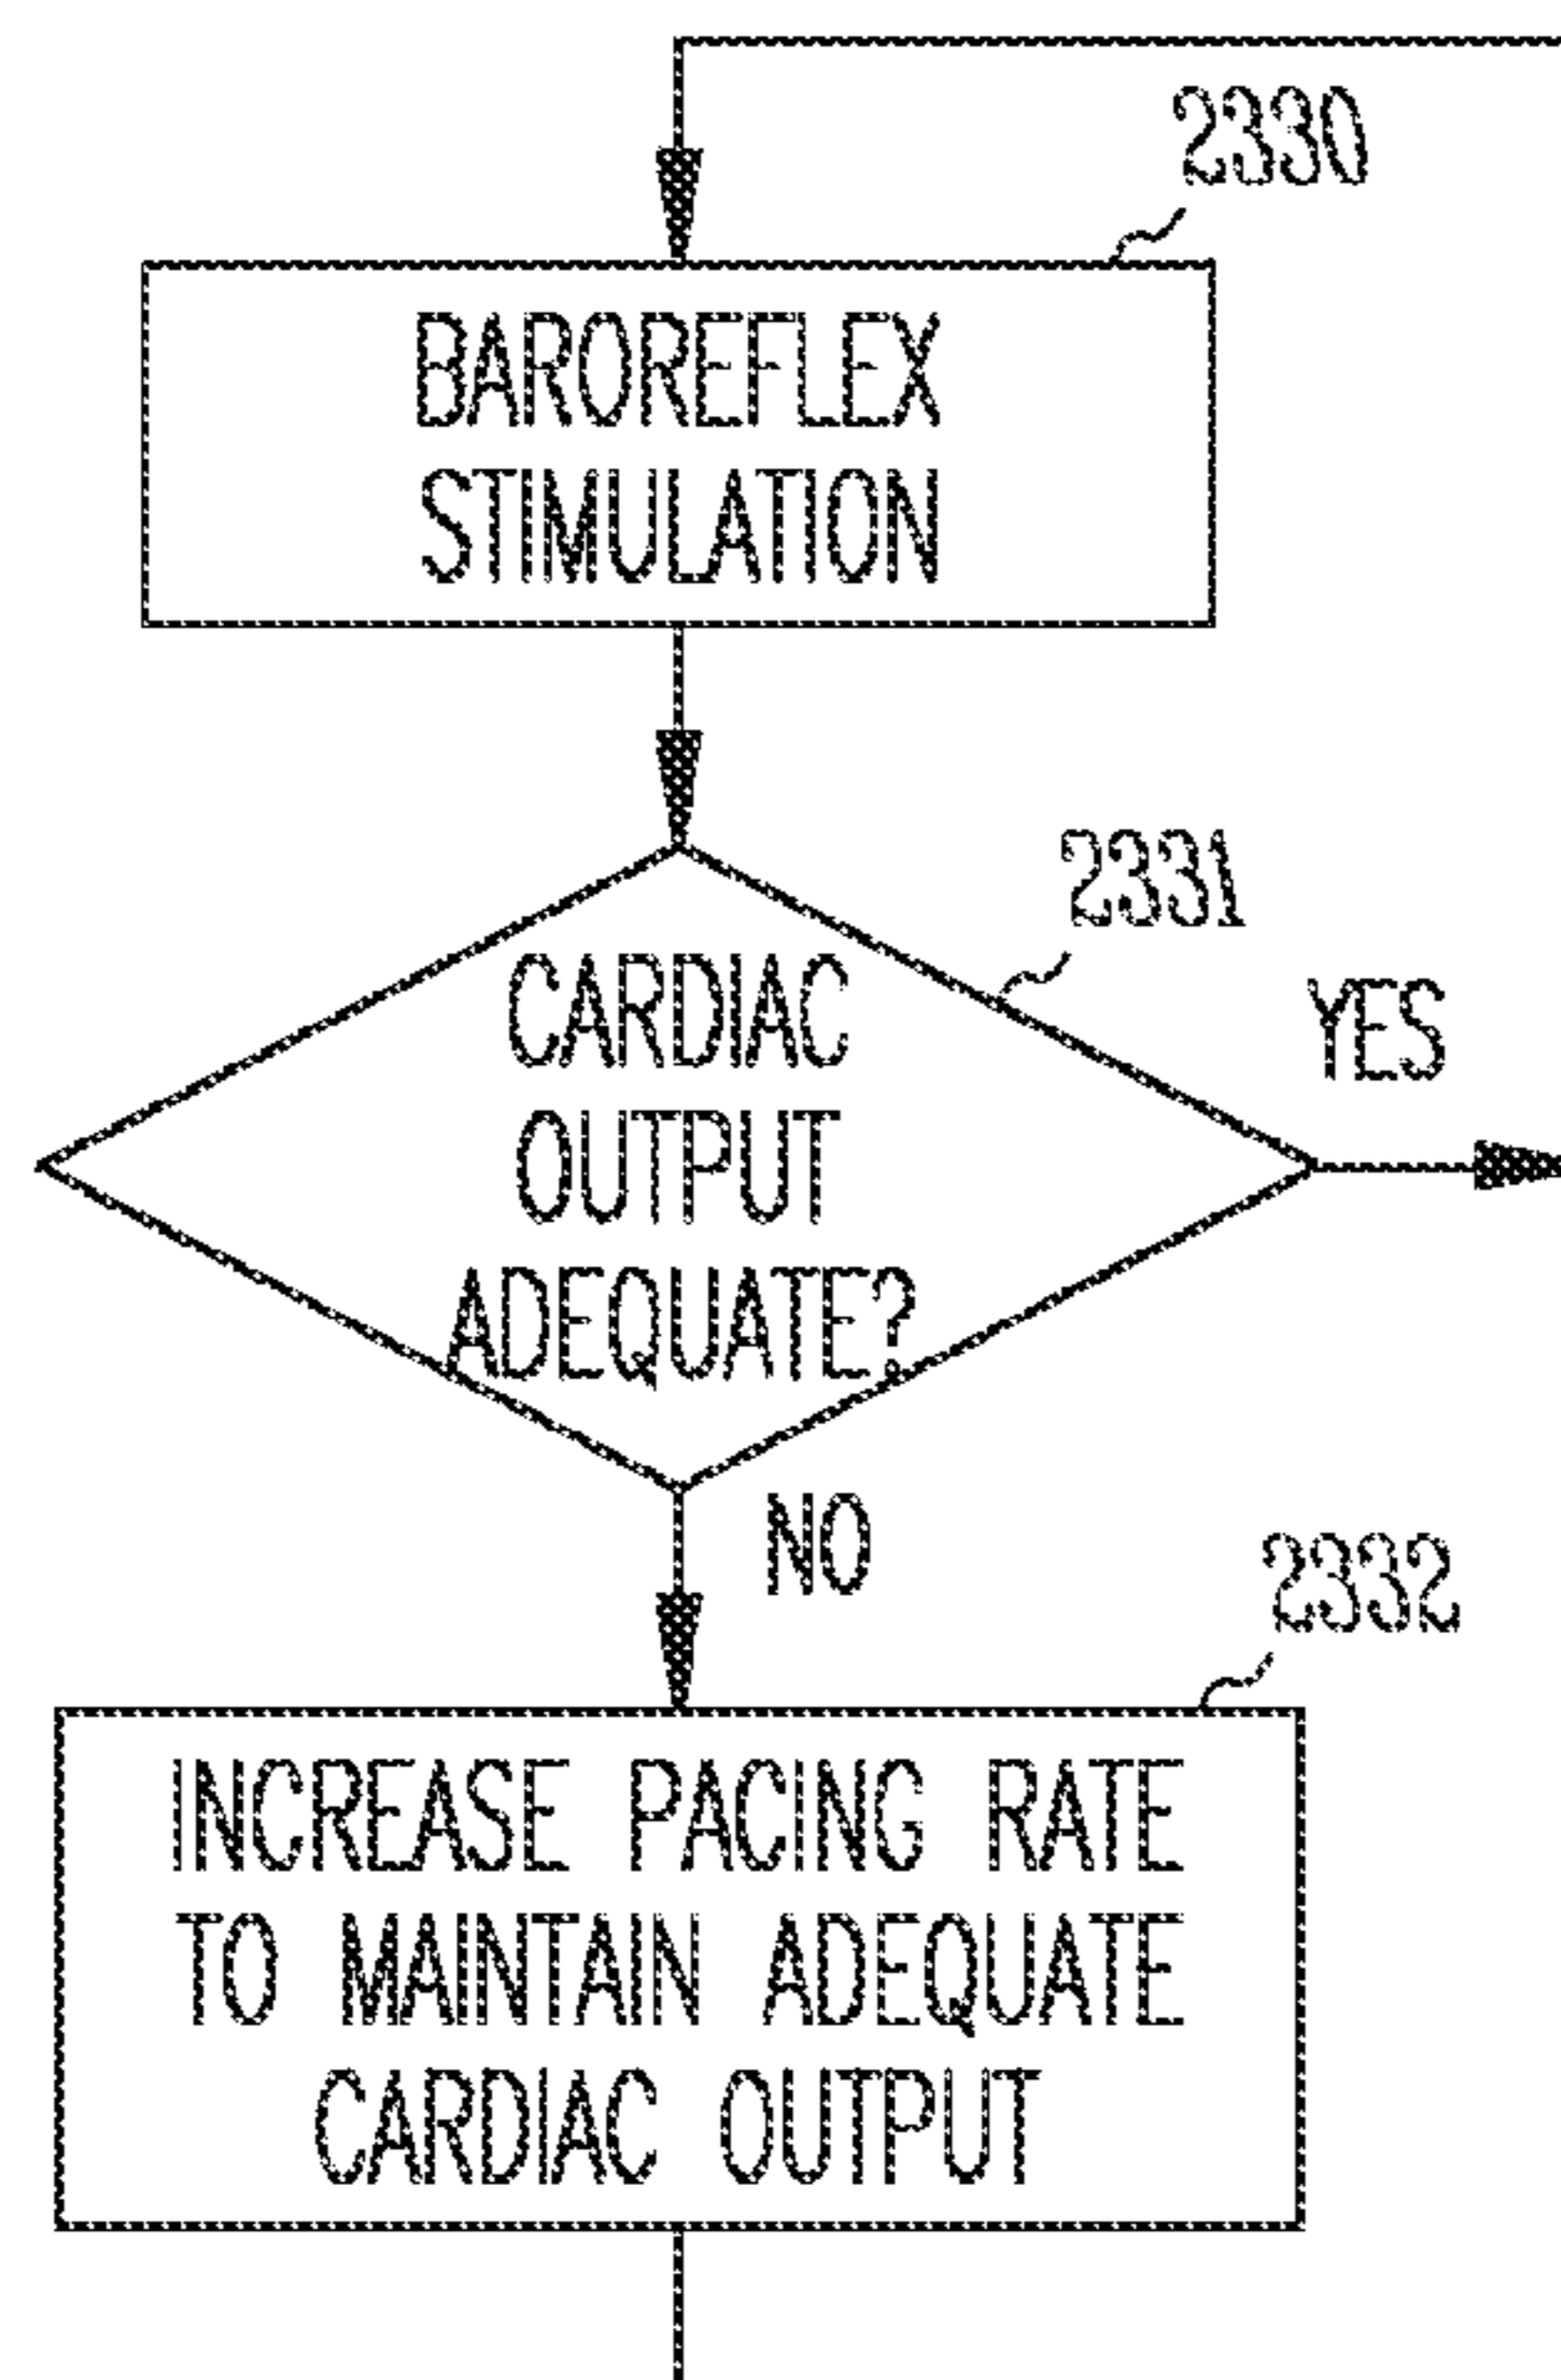 2330
BAROREFLEX
STIMULATION
2331
CARDIAC
OUTPUT
ADEQUATE?
YES
NO
2332
INCREASE PACING RATE
TO MAINTAIN ADEQUATE
CARDIAC OUTPUT